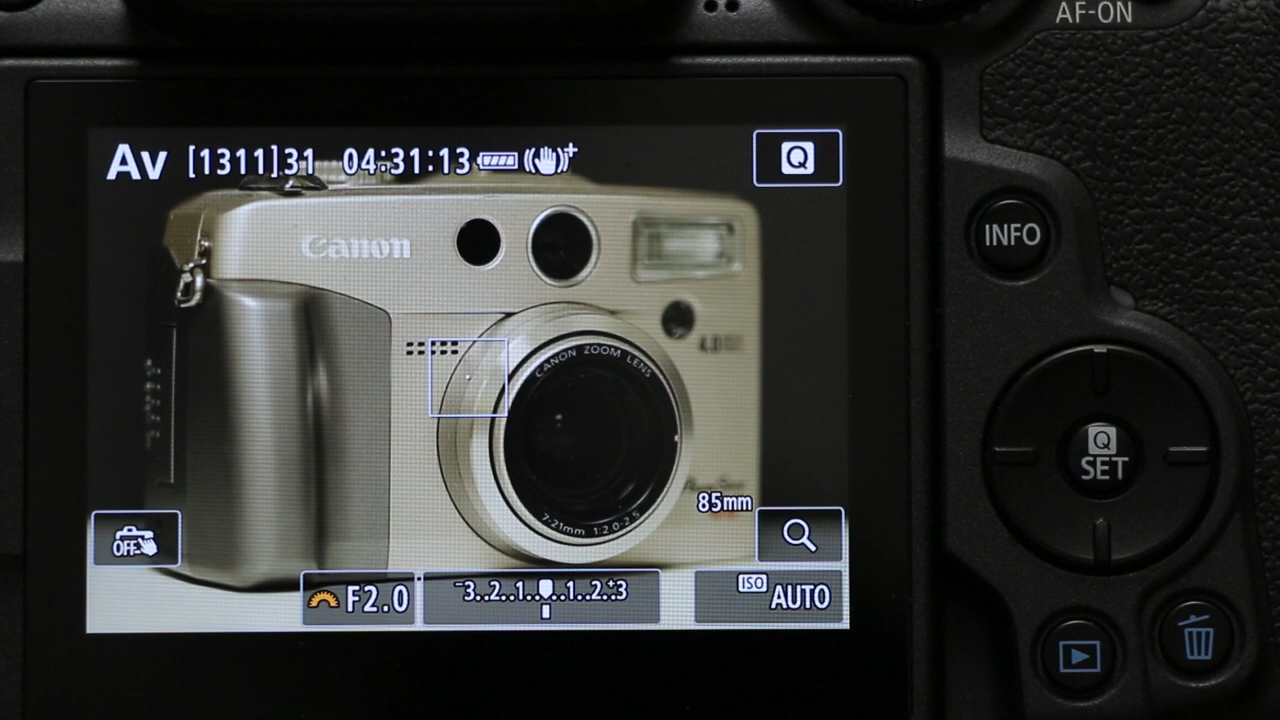 AF-ON
Av [1311]31 04:31:13
Q
INFO
Canon
4.0
CANON ZOOM LENS
7-21mm 1:2.0-2.5
Q
SET
85mm
OFF
F2.0
-3..2..1..0..1..2..+3
ISO AUTO